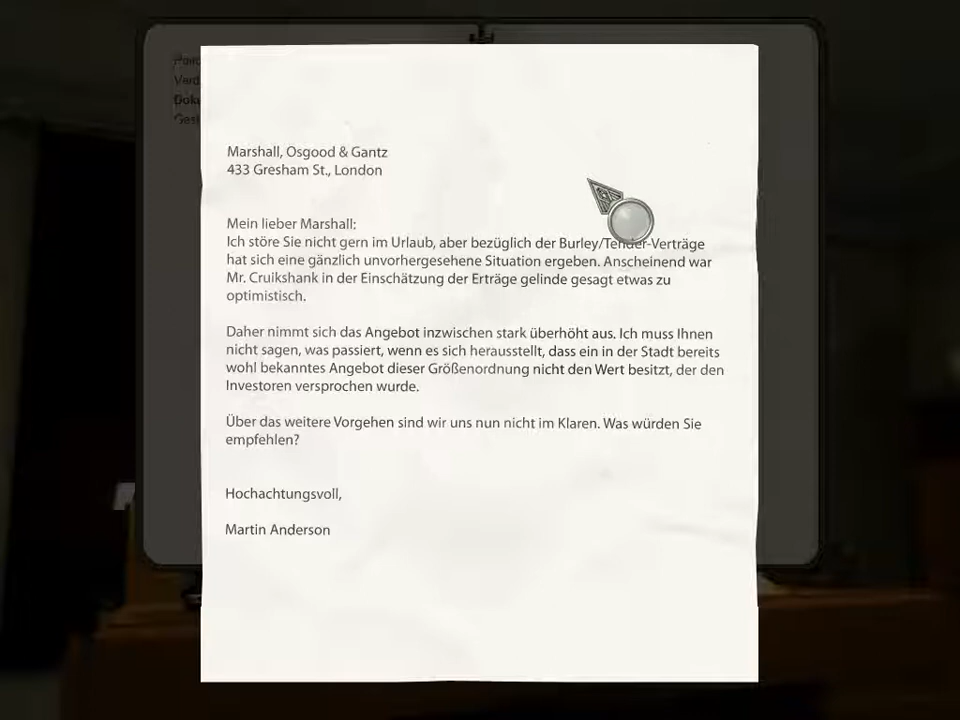 Marshall, Osgood & Gantz
433 Gresham St., London
Mein lieber Marshall:
Ich störe Sie nicht gern im Urlaub, aber bezüglich der Burley/Tender-Verträge
hat sich eine gänzlich unvorhergesehene Situation ergeben. Anscheinend war
Mr. Cruikshank in der Einschätzung der Erträge gelinde gesagt etwas zu
optimistisch.
Daher nimmt sich das Angebot inzwischen stark überhöht aus. Ich muss Ihnen
nicht sagen, was passiert, wenn es sich herausstellt, dass ein in der Stadt bereits
wohl bekanntes Angebot dieser Größenordnung nicht den Wert besitzt, der den
Investoren versprochen wurde.
Über das weitere Vorgehen sind wir uns nun nicht im Klaren. Was würden Sie
empfehlen?
Hochachtungsvoll,
Martin Anderson